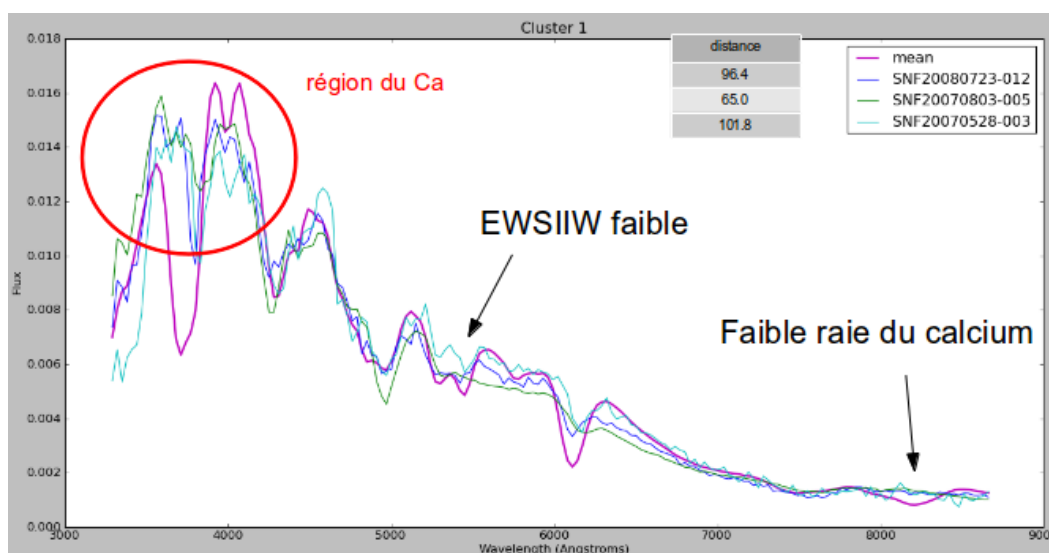 Cluster 1
0.018
0.016
0.014
0.012
0.010
0.008
0.006
0.004
0.002
0.000
Flux
région du Ca
distance
96.4
65.0
101.8
mean
SNF20080723-012
SNF20070803-005
SNF20070528-003
EWSIIW faible
Faible raie du calcium
3000 4000 5000 6000 7000 8000 900
Wavelength (Angstroms)